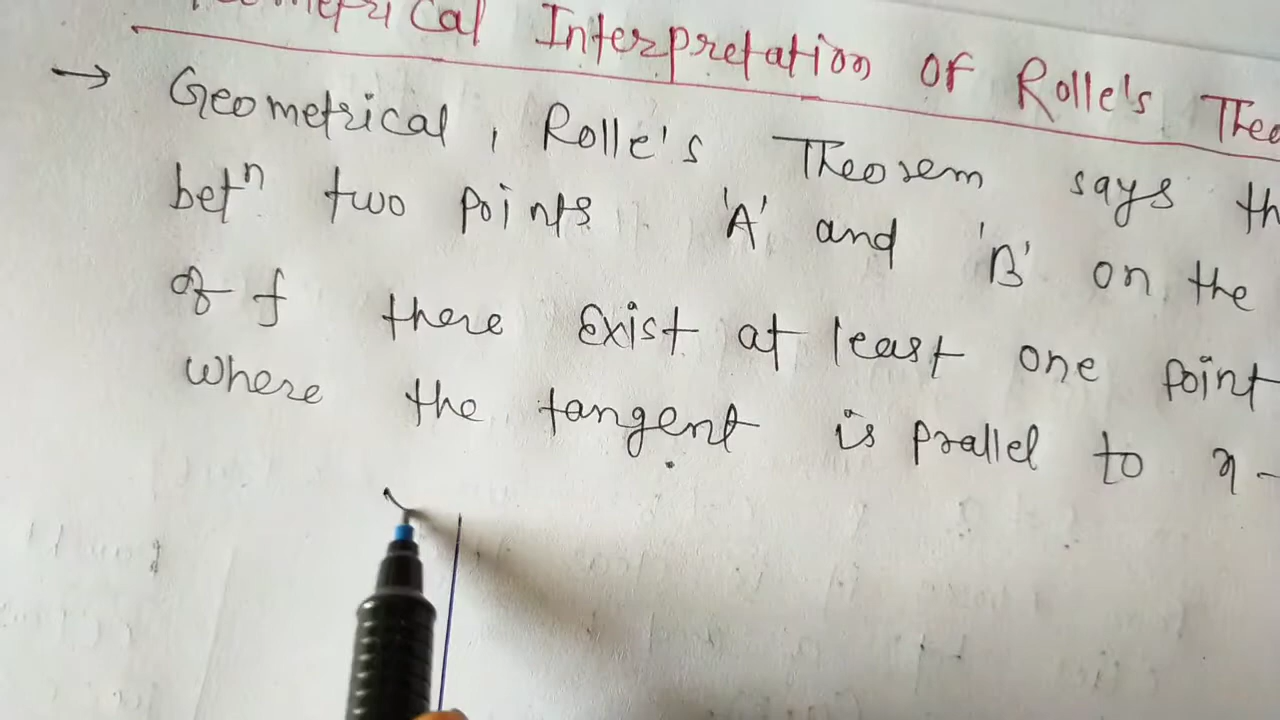 Interpretation Of Rolle's
→ Geometrical, Rolle's Theorem says
betⁿ two points 'A' and 'B' on the
of f there Exist at least one point
where the tangent is prallel to x-